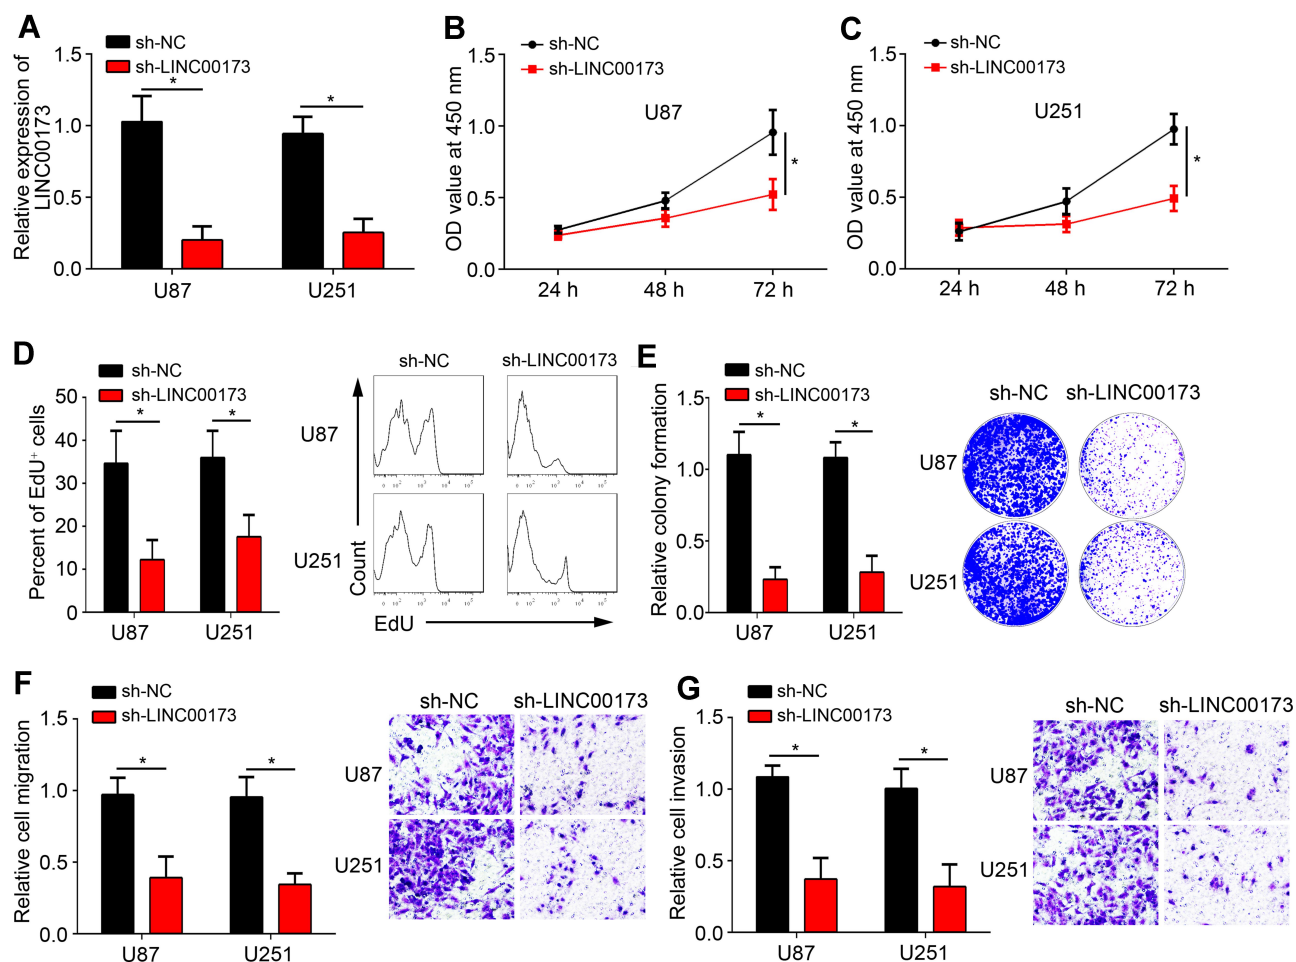 A
sh-NC
sh-LINC00173
Relative expression of
LINC00173
1.5
1.0
0.5
0.0
*
*
U87
U251
B
sh-NC
sh-LINC00173
OD value at 450 nm
1.5
1.0
0.5
0.0
U87
*
24 h
48 h
72 h
C
sh-NC
sh-LINC00173
OD value at 450 nm
1.5
1.0
0.5
0.0
U251
*
24 h
48 h
72 h
D
sh-NC
sh-LINC00173
Percent of EdU⁺ cells
50
40
30
20
10
0
*
*
U87
U251
sh-NC
sh-LINC00173
U87
U251
Count
EdU
E
sh-NC
sh-LINC00173
Relative colony formation
1.5
1.0
0.5
0.0
*
*
U87
U251
sh-NC
sh-LINC00173
U87
U251
F
sh-NC
sh-LINC00173
Relative cell migration
1.5
1.0
0.5
0.0
*
*
U87
U251
sh-NC
sh-LINC00173
U87
U251
G
sh-NC
sh-LINC00173
Relative cell invasion
1.5
1.0
0.5
0.0
*
*
U87
U251
sh-NC
sh-LINC00173
U87
U251